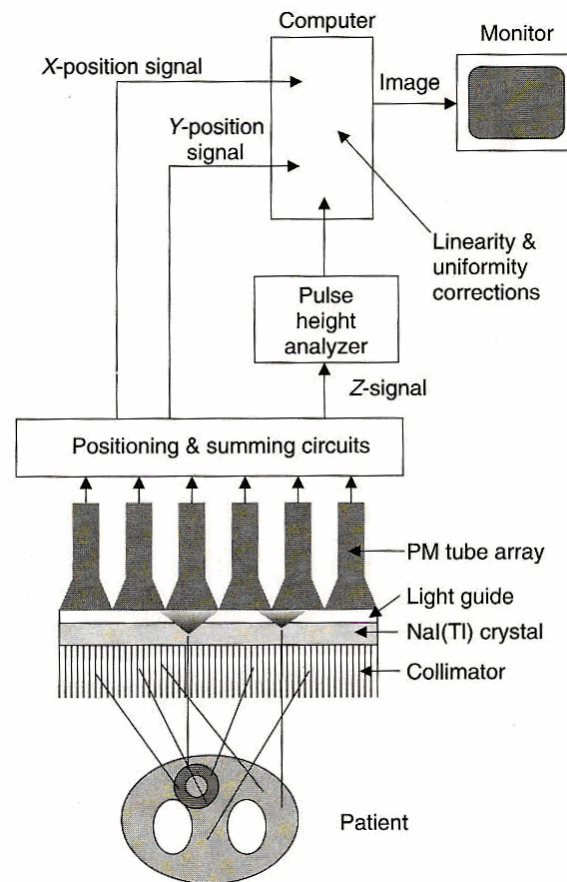 Computer
Monitor
X-position signal
Image
Y-position
signal
Linearity &
uniformity
corrections
Pulse
height
analyzer
Z-signal
Positioning & summing circuits
PM tube array
Light guide
NaI(Tl) crystal
Collimator
Patient